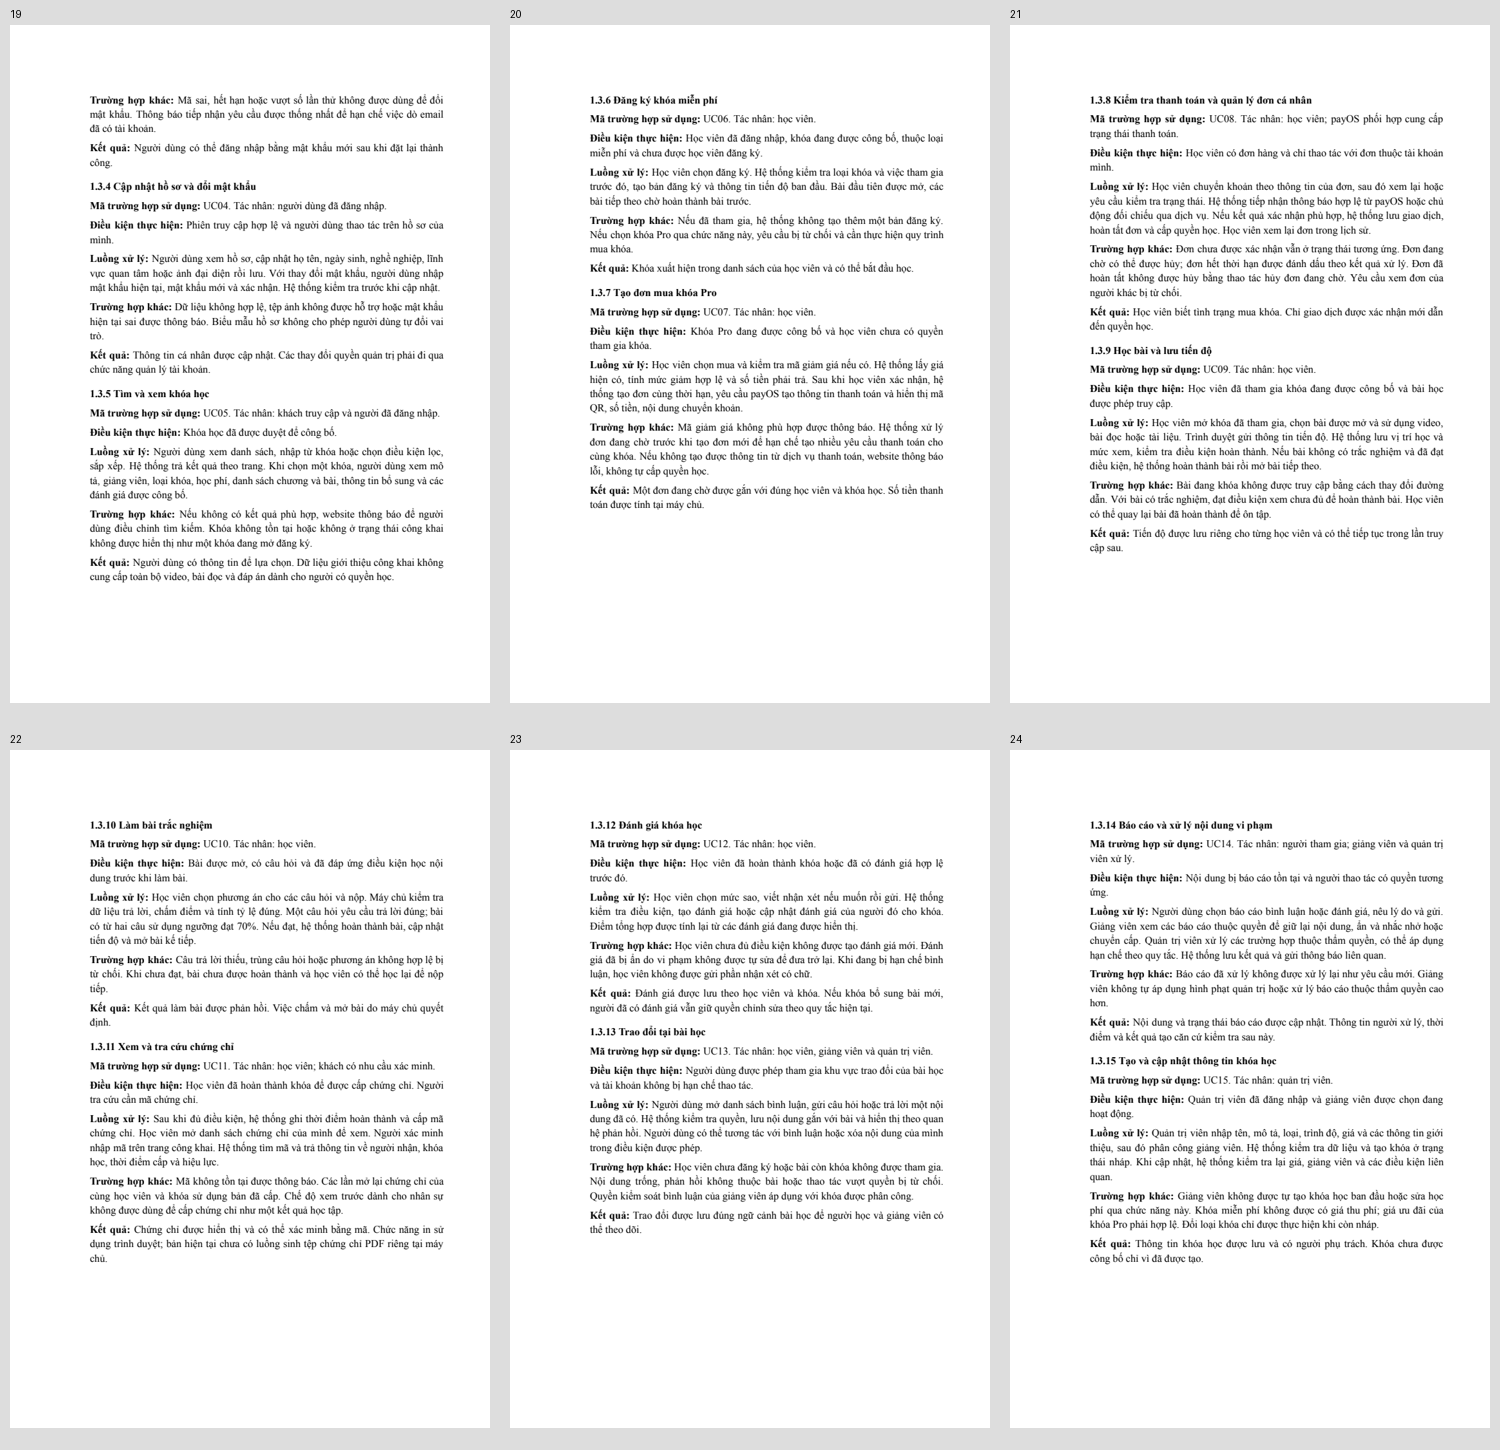 19
Trường hợp khác: Mã sai, hết hạn hoặc vượt số lần thử không được dùng để đổi
mật khẩu. Thông báo tiếp nhận yêu cầu được thống nhất để hạn chế việc dò email
đã có tài khoản.
Kết quả: Người dùng có thể đăng nhập bằng mật khẩu mới sau khi đặt lại thành
công.
1.3.4 Cập nhật hồ sơ và đổi mật khẩu
Mã trường hợp sử dụng: UC04. Tác nhân: người dùng đã đăng nhập.
Điều kiện thực hiện: Phiên truy cập hợp lệ và người dùng thao tác trên hồ sơ của
mình.
Luồng xử lý: Người dùng xem hồ sơ, cập nhật họ tên, ngày sinh, nghề nghiệp, lĩnh
vực quan tâm hoặc ảnh đại diện rồi lưu. Với thay đổi mật khẩu, người dùng nhập
mật khẩu hiện tại, mật khẩu mới và xác nhận. Hệ thống kiểm tra trước khi cập nhật.
Trường hợp khác: Dữ liệu không hợp lệ, tệp ảnh không được hỗ trợ hoặc mật khẩu
hiện tại sai được thông báo. Biểu mẫu hồ sơ không cho phép người dùng tự đổi vai
trò.
Kết quả: Thông tin cá nhân được cập nhật. Các thay đổi quyền quản trị phải đi qua
chức năng quản lý tài khoản.
1.3.5 Tìm và xem khóa học
Mã trường hợp sử dụng: UC05. Tác nhân: khách truy cập và người đã đăng nhập.
Điều kiện thực hiện: Khóa học đã được duyệt để công bố.
Luồng xử lý: Người dùng xem danh sách, nhập từ khóa hoặc chọn điều kiện lọc,
sắp xếp. Hệ thống trả kết quả theo trang. Khi chọn một khóa, người dùng xem mô
tả, giảng viên, loại khóa, học phí, danh sách chương và bài, thông tin bổ sung và các
đánh giá được công bố.
Trường hợp khác: Nếu không có kết quả phù hợp, website thông báo để người
dùng điều chỉnh tìm kiếm. Khóa không tồn tại hoặc không ở trạng thái công khai
không được hiển thị như một khóa đang mở đăng ký.
Kết quả: Người dùng có thông tin để lựa chọn. Dữ liệu giới thiệu công khai không
cung cấp toàn bộ video, bài đọc và đáp án dành cho người có quyền học.
20
1.3.6 Đăng ký khóa miễn phí
Mã trường hợp sử dụng: UC06. Tác nhân: học viên.
Điều kiện thực hiện: Học viên đã đăng nhập, khóa đang được công bố, thuộc loại
miễn phí và chưa được học viên đăng ký.
Luồng xử lý: Học viên chọn đăng ký. Hệ thống kiểm tra loại khóa và việc tham gia
trước đó, tạo bản đăng ký và thông tin tiến độ ban đầu. Bài đầu tiên được mở, các
bài tiếp theo chờ hoàn thành bài trước.
Trường hợp khác: Nếu đã tham gia, hệ thống không tạo thêm một bản đăng ký.
Nếu chọn khóa Pro qua chức năng này, yêu cầu bị từ chối và cần thực hiện quy trình
mua khóa.
Kết quả: Khóa xuất hiện trong danh sách của học viên và có thể bắt đầu học.
1.3.7 Tạo đơn mua khóa Pro
Mã trường hợp sử dụng: UC07. Tác nhân: học viên.
Điều kiện thực hiện: Khóa Pro đang được công bố và học viên chưa có quyền
tham gia khóa.
Luồng xử lý: Học viên chọn mua và kiểm tra mã giảm giá nếu có. Hệ thống lấy giá
hiện có, tính mức giảm hợp lệ và số tiền phải trả. Sau khi học viên xác nhận, hệ
thống tạo đơn cùng thời hạn, yêu cầu payOS tạo thông tin thanh toán và hiển thị mã
QR, số tiền, nội dung chuyển khoản.
Trường hợp khác: Mã giảm giá không phù hợp được thông báo. Hệ thống xử lý
đơn đang chờ trước khi tạo đơn mới để hạn chế tạo nhiều yêu cầu thanh toán cho
cùng khóa. Nếu không tạo được thông tin từ dịch vụ thanh toán, website thông báo
lỗi, không tự cấp quyền học.
Kết quả: Một đơn đang chờ được gắn với đúng học viên và khóa học. Số tiền thanh
toán được tính tại máy chủ.
21
1.3.8 Kiểm tra thanh toán và quản lý đơn cá nhân
Mã trường hợp sử dụng: UC08. Tác nhân: học viên; payOS phối hợp cung cấp
trạng thái thanh toán.
Điều kiện thực hiện: Học viên có đơn hàng và chỉ thao tác với đơn thuộc tài khoản
mình.
Luồng xử lý: Học viên chuyển khoản theo thông tin của đơn, sau đó xem lại hoặc
yêu cầu kiểm tra trạng thái. Hệ thống tiếp nhận thông báo hợp lệ từ payOS hoặc chủ
động đối chiếu qua dịch vụ. Nếu kết quả xác nhận phù hợp, hệ thống lưu giao dịch,
hoàn tất đơn và cấp quyền học. Học viên xem lại đơn trong lịch sử.
Trường hợp khác: Đơn chưa được xác nhận vẫn ở trạng thái tương ứng. Đơn đang
chờ có thể được hủy; đơn hết thời hạn được đánh dấu theo kết quả xử lý. Đơn đã
hoàn tất không được hủy bằng thao tác hủy đơn đang chờ. Yêu cầu xem đơn của
người khác bị từ chối.
Kết quả: Học viên biết tình trạng mua khóa. Chỉ giao dịch được xác nhận mới dẫn
đến quyền học.
1.3.9 Học bài và lưu tiến độ
Mã trường hợp sử dụng: UC09. Tác nhân: học viên.
Điều kiện thực hiện: Học viên đã tham gia khóa đang được công bố và bài học
được phép truy cập.
Luồng xử lý: Học viên mở khóa đã tham gia, chọn bài được mở và sử dụng video,
bài đọc hoặc tài liệu. Trình duyệt gửi thông tin tiến độ. Hệ thống lưu vị trí học và
mức xem, kiểm tra điều kiện hoàn thành. Nếu bài không có trắc nghiệm và đã đạt
điều kiện, hệ thống hoàn thành bài rồi mở bài tiếp theo.
Trường hợp khác: Bài đang khóa không được truy cập bằng cách thay đổi đường
dẫn. Với bài có trắc nghiệm, đạt điều kiện xem chưa đủ để hoàn thành bài. Học viên
có thể quay lại bài đã hoàn thành để ôn tập.
Kết quả: Tiến độ được lưu riêng cho từng học viên và có thể tiếp tục trong lần truy
cập sau.
22
1.3.10 Làm bài trắc nghiệm
Mã trường hợp sử dụng: UC10. Tác nhân: học viên.
Điều kiện thực hiện: Bài được mở, có câu hỏi và đã đáp ứng điều kiện học nội
dung trước khi làm bài.
Luồng xử lý: Học viên chọn phương án cho các câu hỏi và nộp. Máy chủ kiểm tra
dữ liệu trả lời, chấm điểm và tính tỷ lệ đúng. Một câu hỏi yêu cầu trả lời đúng; bài
có từ hai câu sử dụng ngưỡng đạt 70%. Nếu đạt, hệ thống hoàn thành bài, cập nhật
tiến độ và mở bài kế tiếp.
Trường hợp khác: Câu trả lời thiếu, trùng câu hỏi hoặc phương án không hợp lệ bị
từ chối. Khi chưa đạt, bài chưa được hoàn thành và học viên có thể học lại để nộp
tiếp.
Kết quả: Kết quả làm bài được phản hồi. Việc chấm và mở bài do máy chủ quyết
định.
1.3.11 Xem và tra cứu chứng chỉ
Mã trường hợp sử dụng: UC11. Tác nhân: học viên; khách có nhu cầu xác minh.
Điều kiện thực hiện: Học viên đã hoàn thành khóa để được cấp chứng chỉ. Người
tra cứu cần mã chứng chỉ.
Luồng xử lý: Sau khi đủ điều kiện, hệ thống ghi thời điểm hoàn thành và cấp mã
chứng chỉ. Học viên mở danh sách chứng chỉ của mình để xem. Người xác minh
nhập mã trên trang công khai. Hệ thống tìm mã và trả thông tin về người nhận, khóa
học, thời điểm cấp và hiệu lực.
Trường hợp khác: Mã không tồn tại được thông báo. Các lần mở lại chứng chỉ của
cùng học viên và khóa sử dụng bản đã cấp. Chế độ xem trước dành cho nhân sự
không được dùng để cấp chứng chỉ như một kết quả học tập.
Kết quả: Chứng chỉ được hiển thị và có thể xác minh bằng mã. Chức năng in sử
dụng trình duyệt; bản hiện tại chưa có luồng sinh tệp chứng chỉ PDF riêng tại máy
chủ.
23
1.3.12 Đánh giá khóa học
Mã trường hợp sử dụng: UC12. Tác nhân: học viên.
Điều kiện thực hiện: Học viên đã hoàn thành khóa hoặc đã có đánh giá hợp lệ
trước đó.
Luồng xử lý: Học viên chọn mức sao, viết nhận xét nếu muốn rồi gửi. Hệ thống
kiểm tra điều kiện, tạo đánh giá hoặc cập nhật đánh giá của người đó cho khóa.
Điểm tổng hợp được tính lại từ các đánh giá đang được hiển thị.
Trường hợp khác: Học viên chưa đủ điều kiện không được tạo đánh giá mới. Đánh
giá đã bị ẩn do vi phạm không được tự sửa để đưa trở lại. Khi đang bị hạn chế bình
luận, học viên không được gửi phần nhận xét có chữ.
Kết quả: Đánh giá được lưu theo học viên và khóa. Nếu khóa bổ sung bài mới,
người đã có đánh giá vẫn giữ quyền chỉnh sửa theo quy tắc hiện tại.
1.3.13 Trao đổi tại bài học
Mã trường hợp sử dụng: UC13. Tác nhân: học viên, giảng viên và quản trị viên.
Điều kiện thực hiện: Người dùng được phép tham gia khu vực trao đổi của bài học
và tài khoản không bị hạn chế thao tác.
Luồng xử lý: Người dùng mở danh sách bình luận, gửi câu hỏi hoặc trả lời một nội
dung đã có. Hệ thống kiểm tra quyền, lưu nội dung gắn với bài và hiển thị theo quan
hệ phản hồi. Người dùng có thể tương tác với bình luận hoặc xóa nội dung của mình
trong điều kiện được phép.
Trường hợp khác: Học viên chưa đăng ký hoặc bài còn khóa không được tham gia.
Nội dung trống, phản hồi không thuộc bài hoặc thao tác vượt quyền bị từ chối.
Quyền kiểm soát bình luận của giảng viên áp dụng với khóa được phân công.
Kết quả: Trao đổi được lưu đúng ngữ cảnh bài học để người học và giảng viên có
thể theo dõi.
24
1.3.14 Báo cáo và xử lý nội dung vi phạm
Mã trường hợp sử dụng: UC14. Tác nhân: người tham gia; giảng viên và quản trị
viên xử lý.
Điều kiện thực hiện: Nội dung bị báo cáo tồn tại và người thao tác có quyền tương
ứng.
Luồng xử lý: Người dùng chọn báo cáo bình luận hoặc đánh giá, nêu lý do và gửi.
Giảng viên xem các báo cáo thuộc quyền để giữ lại nội dung, ẩn và nhắc nhở hoặc
chuyển cấp. Quản trị viên xử lý các trường hợp thuộc thẩm quyền, có thể áp dụng
hạn chế theo quy tắc. Hệ thống lưu kết quả và gửi thông báo liên quan.
Trường hợp khác: Báo cáo đã xử lý không được xử lý lại như yêu cầu mới. Giảng
viên không tự áp dụng hình phạt quản trị hoặc xử lý báo cáo thuộc thẩm quyền cao
hơn.
Kết quả: Nội dung và trạng thái báo cáo được cập nhật. Thông tin người xử lý, thời
điểm và kết quả tạo căn cứ kiểm tra sau này.
1.3.15 Tạo và cập nhật thông tin khóa học
Mã trường hợp sử dụng: UC15. Tác nhân: quản trị viên.
Điều kiện thực hiện: Quản trị viên đã đăng nhập và giảng viên được chọn đang
hoạt động.
Luồng xử lý: Quản trị viên nhập tên, mô tả, loại, trình độ, giá và các thông tin giới
thiệu, sau đó phân công giảng viên. Hệ thống kiểm tra dữ liệu và tạo khóa ở trạng
thái nháp. Khi cập nhật, hệ thống kiểm tra lại giá, giảng viên và các điều kiện liên
quan.
Trường hợp khác: Giảng viên không được tự tạo khóa học ban đầu hoặc sửa học
phí qua chức năng này. Khóa miễn phí không được có giá thu phí; giá ưu đãi của
khóa Pro phải hợp lệ. Đổi loại khóa chỉ được thực hiện khi còn nháp.
Kết quả: Thông tin khóa học được lưu và có người phụ trách. Khóa chưa được
công bố chỉ vì đã được tạo.